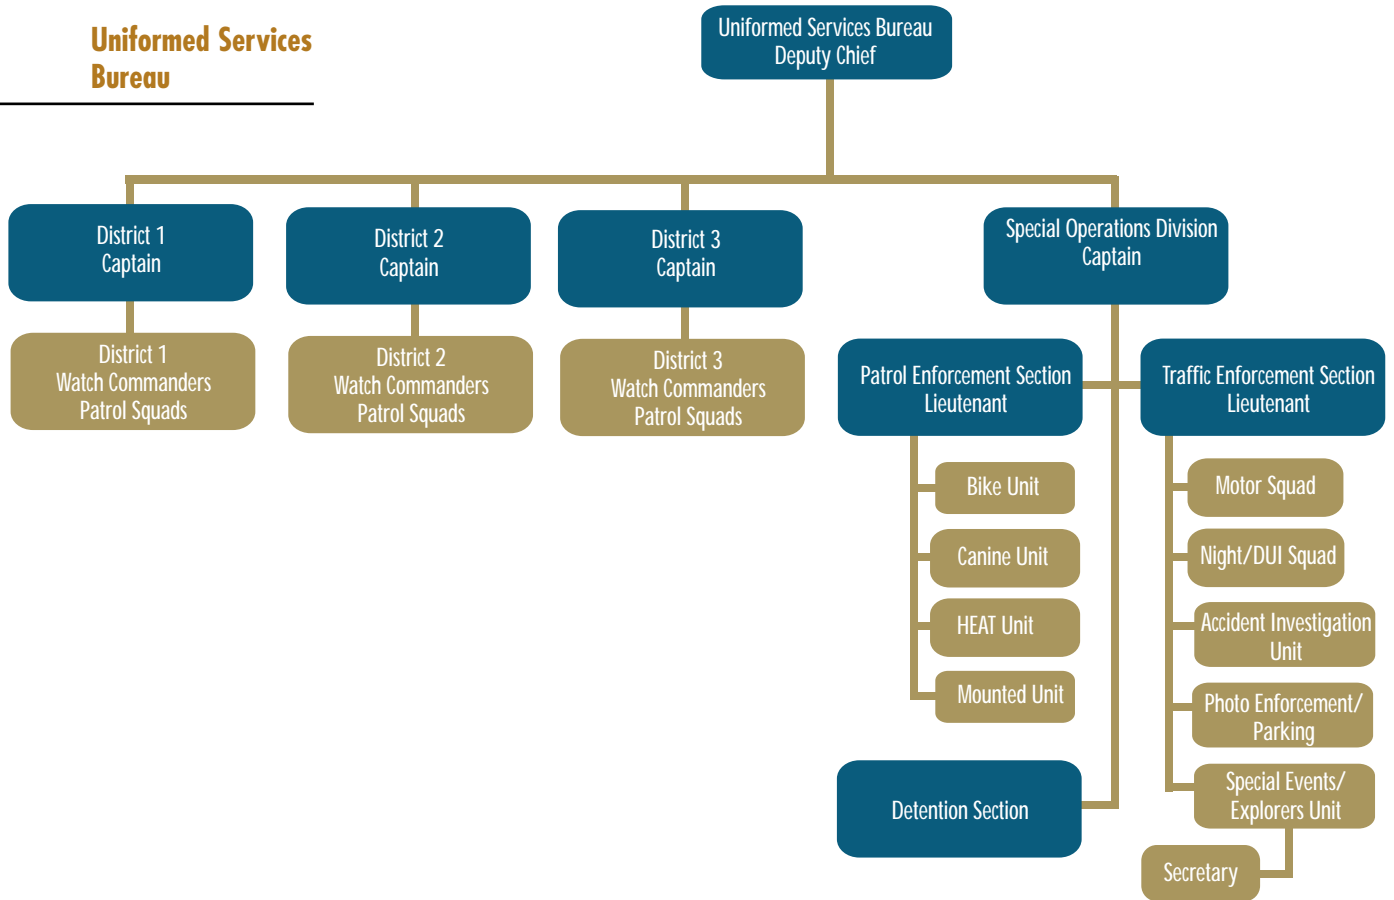 Uniformed Services
Bureau
Uniformed Services Bureau
Deputy Chief
District 1
Captain
District 2
Captain
District 3
Captain
Special Operations Division
Captain
District 1
Watch Commanders
Patrol Squads
District 2
Watch Commanders
Patrol Squads
District 3
Watch Commanders
Patrol Squads
Patrol Enforcement Section
Lieutenant
Traffic Enforcement Section
Lieutenant
Bike Unit
Canine Unit
HEAT Unit
Mounted Unit
Motor Squad
Night/DUI Squad
Accident Investigation
Unit
Photo Enforcement/
Parking
Special Events/
Explorers Unit
Detention Section
Secretary